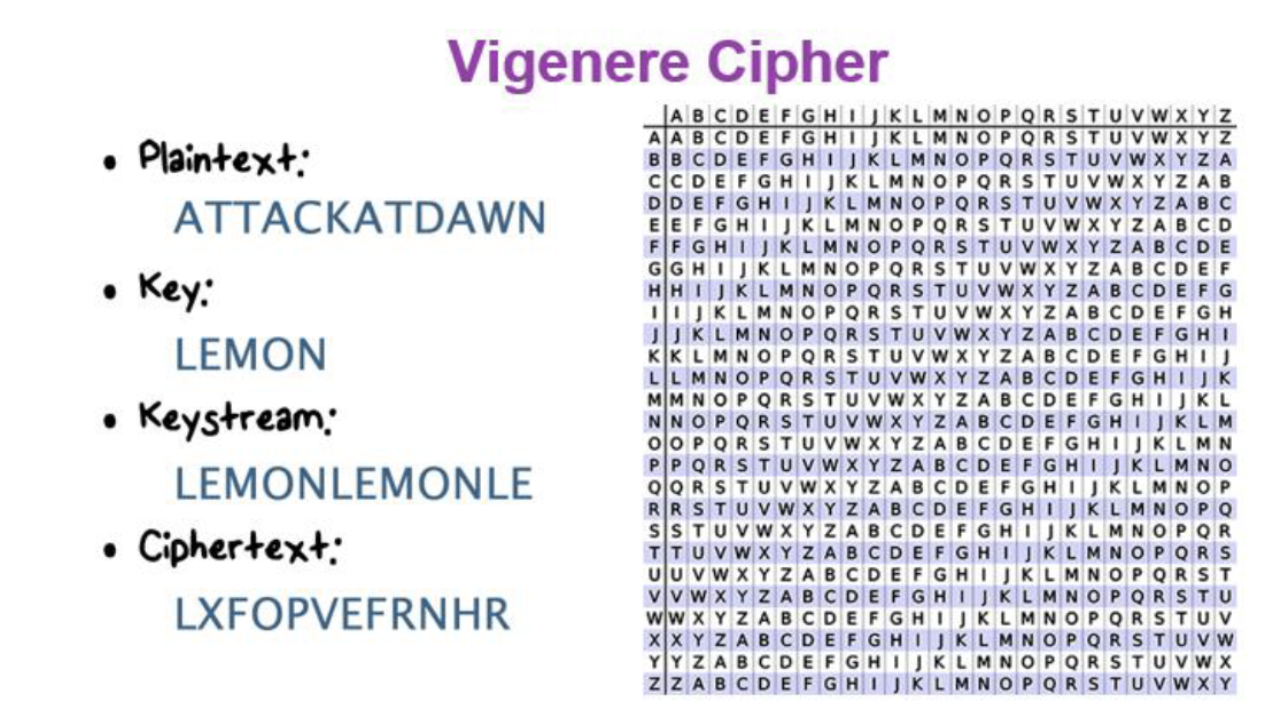 Vigenere Cipher
• Plaintext:
ATTACKATDAWN
• Key:
LEMON
• Keystream:
LEMONLEMONLE
• Ciphertext:
LXFOPVEFRNHR
A B C D E F G H I J K L M N O P Q R S T U V W X Y Z
A A B C D E F G H I J K L M N O P Q R S T U V W X Y Z
B B C D E F G H I J K L M N O P Q R S T U V W X Y Z A
C C D E F G H I J K L M N O P Q R S T U V W X Y Z A B
D D E F G H I J K L M N O P Q R S T U V W X Y Z A B C
E E F G H I J K L M N O P Q R S T U V W X Y Z A B C D
F F G H I J K L M N O P Q R S T U V W X Y Z A B C D E
G G H I J K L M N O P Q R S T U V W X Y Z A B C D E F
H H I J K L M N O P Q R S T U V W X Y Z A B C D E F G
I I J K L M N O P Q R S T U V W X Y Z A B C D E F G H
J J K L M N O P Q R S T U V W X Y Z A B C D E F G H I
K K L M N O P Q R S T U V W X Y Z A B C D E F G H I J
L L M N O P Q R S T U V W X Y Z A B C D E F G H I J K
M M N O P Q R S T U V W X Y Z A B C D E F G H I J K L
N N O P Q R S T U V W X Y Z A B C D E F G H I J K L M
O O P Q R S T U V W X Y Z A B C D E F G H I J K L M N
P P Q R S T U V W X Y Z A B C D E F G H I J K L M N O
Q Q R S T U V W X Y Z A B C D E F G H I J K L M N O P
R R S T U V W X Y Z A B C D E F G H I J K L M N O P Q
S S T U V W X Y Z A B C D E F G H I J K L M N O P Q R
T T U V W X Y Z A B C D E F G H I J K L M N O P Q R S
U U V W X Y Z A B C D E F G H I J K L M N O P Q R S T
V V W X Y Z A B C D E F G H I J K L M N O P Q R S T U
W W X Y Z A B C D E F G H I J K L M N O P Q R S T U V
X X Y Z A B C D E F G H I J K L M N O P Q R S T U V W
Y Y Z A B C D E F G H I J K L M N O P Q R S T U V W X
Z Z A B C D E F G H I J K L M N O P Q R S T U V W X Y